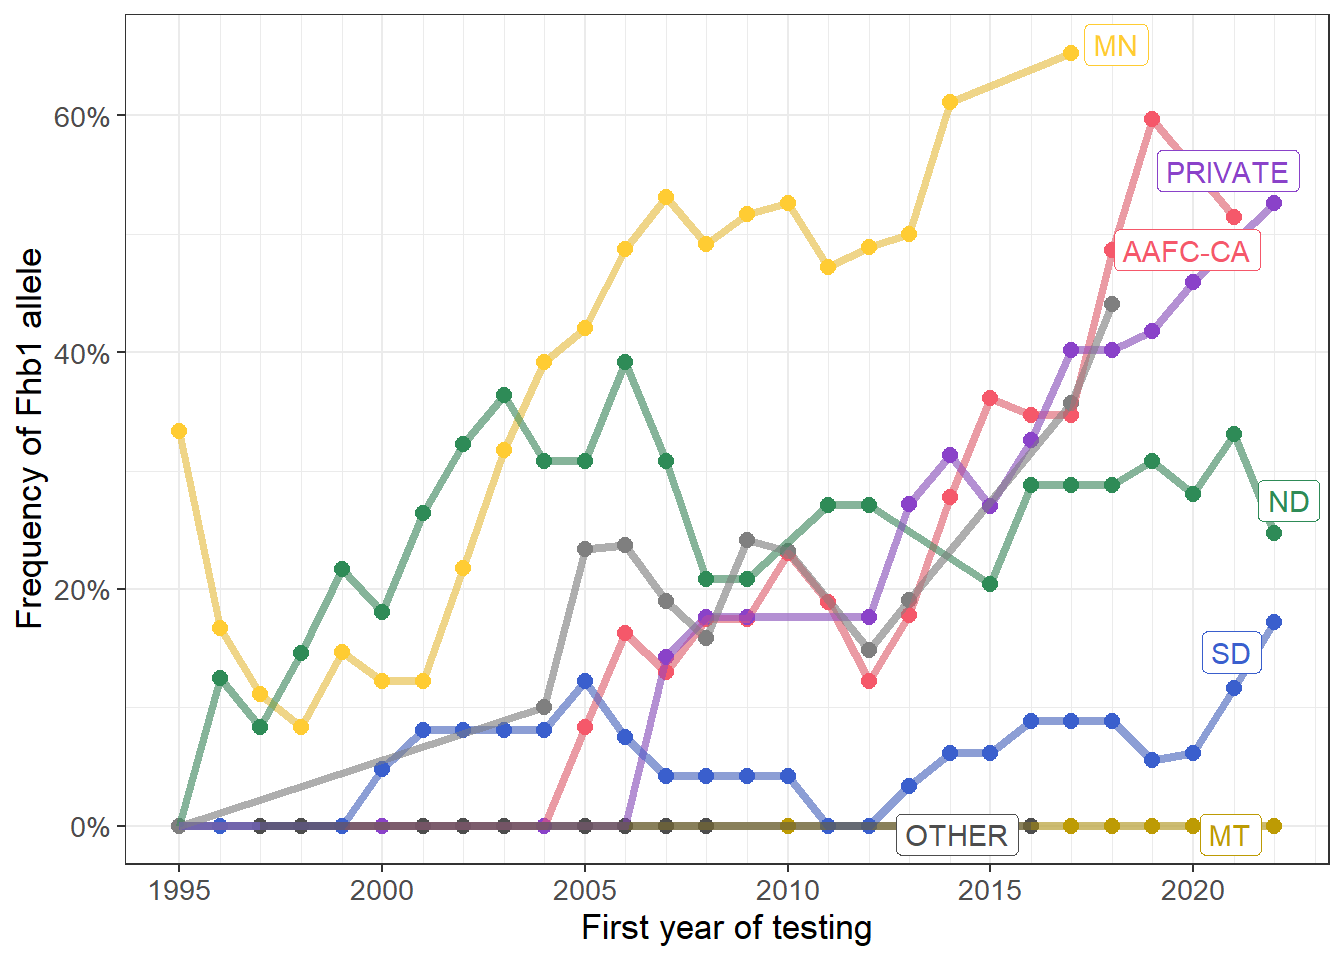 MN
60%
PRIVATE
AAFC-CA
40%
ND
20%
SD
0%
OTHER
MT
1995 2000 2005 2010 2015 2020
First year of testing
Frequency of Fhb1 allele